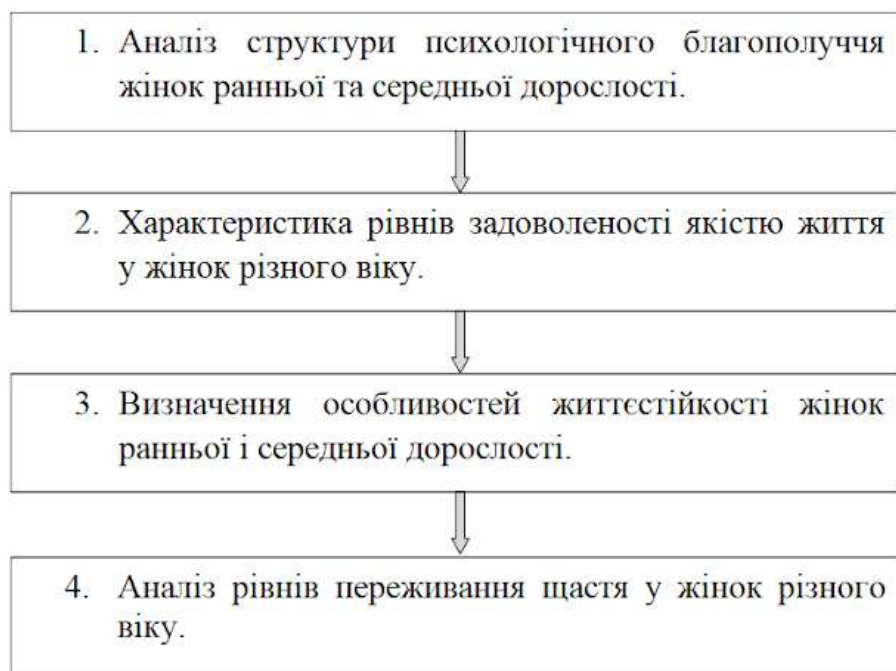 1. Аналіз структури психологічного благополуччя
жінок ранньої та середньої дорослості.
2. Характеристика рівнів задоволеності якістю життя
у жінок різного віку.
3. Визначення особливостей життєстійкості жінок
ранньої і середньої дорослості.
4. Аналіз рівнів переживання щастя у жінок різного
віку.